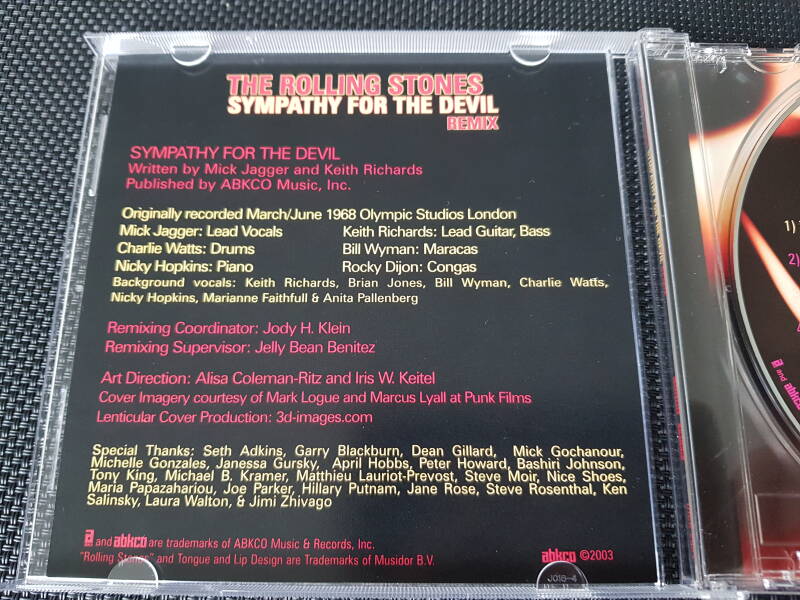 THE ROLLING STONES
SYMPATHY FOR THE DEVIL
REMIX
SYMPATHY FOR THE DEVIL
Written by Mick Jagger and Keith Richards
Published by ABKCO Music, Inc.
Originally recorded March/June 1968 Olympic Studios London
Mick Jagger: Lead Vocals Keith Richards: Lead Guitar, Bass
Charlie Watts: Drums Bill Wyman: Maracas
Nicky Hopkins: Piano Rocky Dijon: Congas
Background vocals: Keith Richards, Brian Jones, Bill Wyman, Charlie Watts,
Nicky Hopkins, Marianne Faithfull & Anita Pallenberg
Remixing Coordinator: Jody H. Klein
Remixing Supervisor: Jelly Bean Benitez
Art Direction: Alisa Coleman-Ritz and Iris W. Keitel
Cover Imagery courtesy of Mark Logue and Marcus Lyall at Punk Films
Lenticular Cover Production: 3d-images.com
Special Thanks: Seth Adkins, Garry Blackburn, Dean Gillard, Mick Gochanour,
Michelle Gonzales, Janessa Gursky, April Hobbs, Peter Howard, Bashiri Johnson,
Tony King, Michael B. Kramer, Matthieu Lauriot-Prevost, Steve Moir, Nice Shoes,
Maria Papazahariou, Joe Parker, Hillary Putnam, Jane Rose, Steve Rosenthal, Ken
Salinsky, Laura Walton, & Jimi Zhivago
a and abkco are trademarks of ABKCO Music & Records, Inc.
"Rolling Stones" and Tongue and Lip Design are Trademarks of Musidor B.V.
abkco ©2003
J016-4
1)
2)
a and abkco